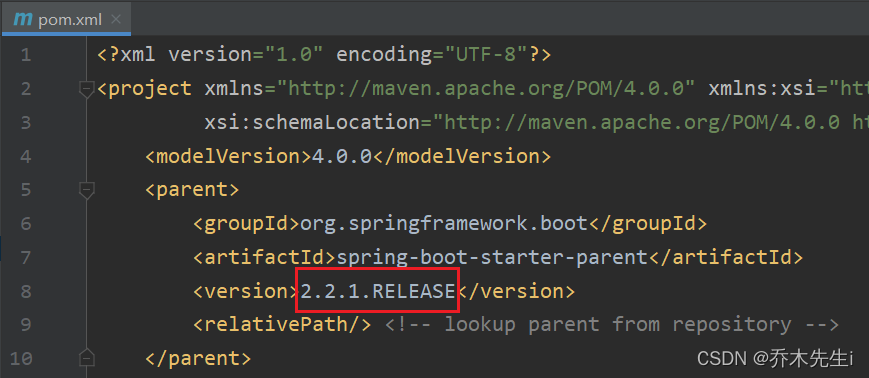 m pom.xml ×
1 <?xml version="1.0" encoding="UTF-8"?>
2 <project xmlns="http://maven.apache.org/POM/4.0.0" xmlns:xsi="htt
3 xsi:schemaLocation="http://maven.apache.org/POM/4.0.0 ht
4 <modelVersion>4.0.0</modelVersion>
5 <parent>
6 <groupId>org.springframework.boot</groupId>
7 <artifactId>spring-boot-starter-parent</artifactId>
8 <version>2.2.1.RELEASE</version>
9 <relativePath/> <!-- lookup parent from repository -->
10 </parent>
CSDN @乔木先生i